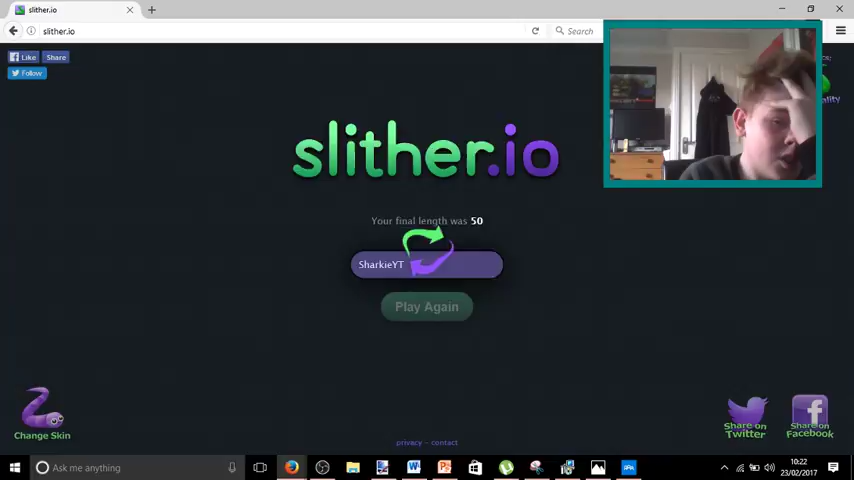 slither.io
slither.io
Search
Like
Share
Follow
slither.io
Your final length was 50
SharkieYT
Play Again
Change Skin
Share on
Twitter
Share on
Facebook
privacy - contact
Ask me anything
10:22
23/02/2017